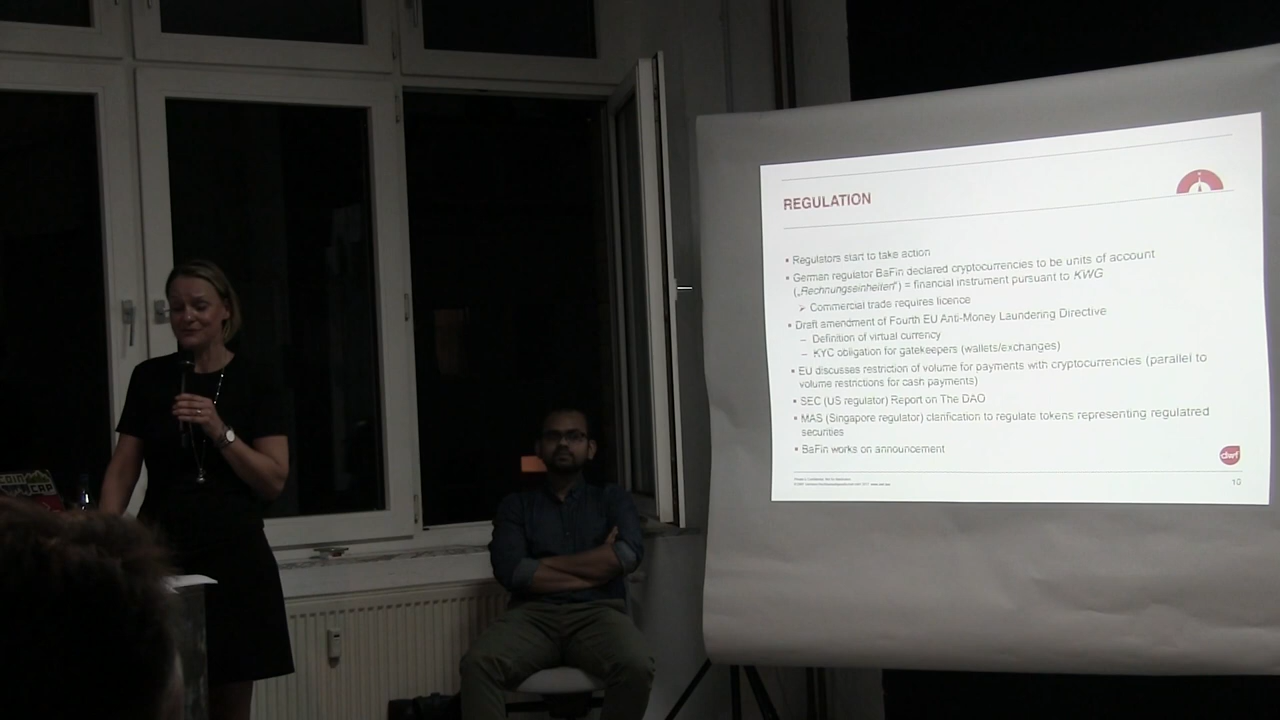 REGULATION
▪ Regulators start to take action
▪ German regulator BaFin declared cryptocurrencies to be units of account
(„Rechnungseinheiten") = financial instrument pursuant to KWG
➢ Commercial trade requires licence
▪ Draft amendment of Fourth EU Anti-Money Laundering Directive
– Definition of virtual currency
– KYC obligation for gatekeepers (wallets/exchanges)
▪ EU discusses restriction of volume for payments with cryptocurrencies (parallel to
volume restrictions for cash payments)
▪ SEC (US regulator) Report on The DAO
▪ MAS (Singapore regulator) clarification to regulate tokens representing regulatred
securities
▪ BaFin works on announcement
dwf
10
COIN
CAP